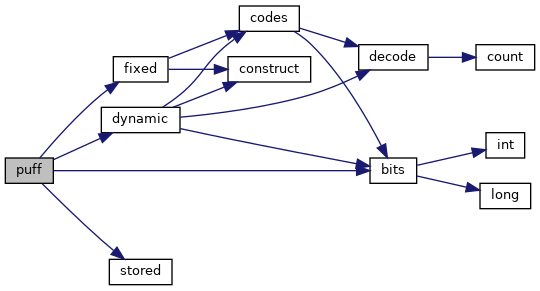 codes
fixed
construct
decode
count
dynamic
int
puff
bits
long
stored